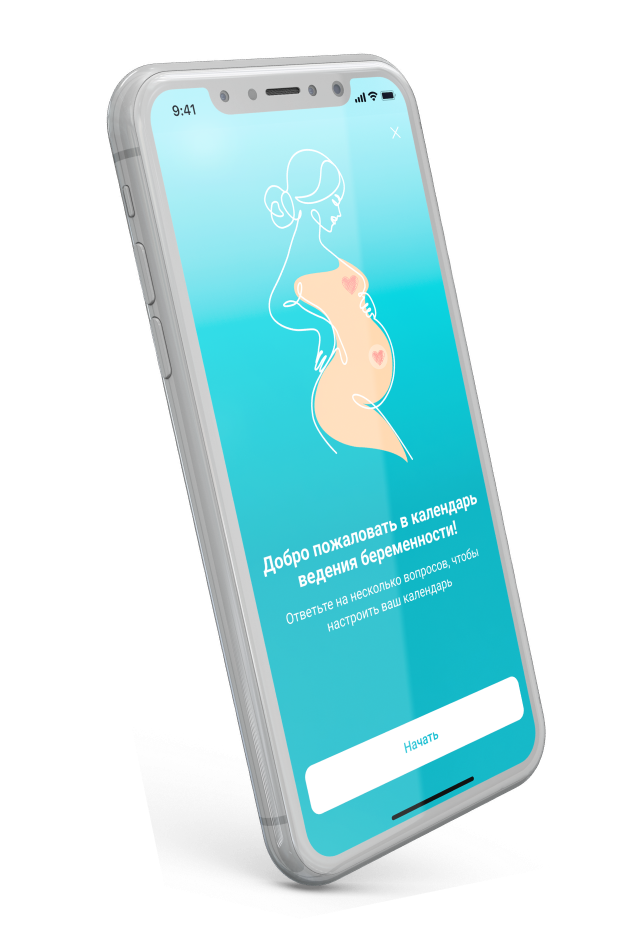 9:41
Добро пожаловать в календарь
ведения беременности!
Ответьте на несколько вопросов, чтобы
настроить ваш календарь
Начать